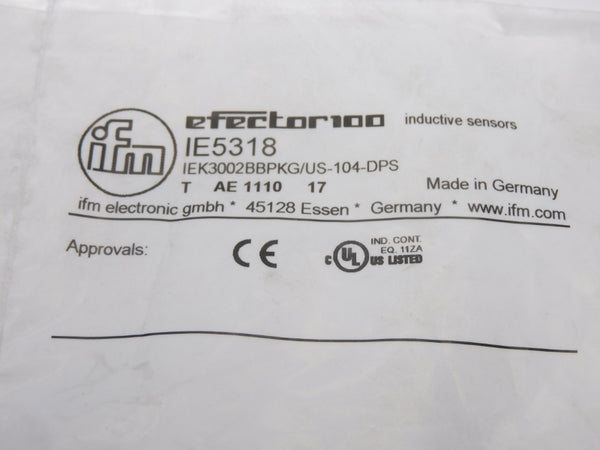 ifm
efector100 inductive sensors
IE5318
IEK3002BBPKG/US-104-DPS
T AE 1110 17 Made in Germany
ifm electronic gmbh * 45128 Essen * Germany * www.ifm.com
Approvals: CE c UL US LISTED
IND. CONT.
EQ. 11ZA